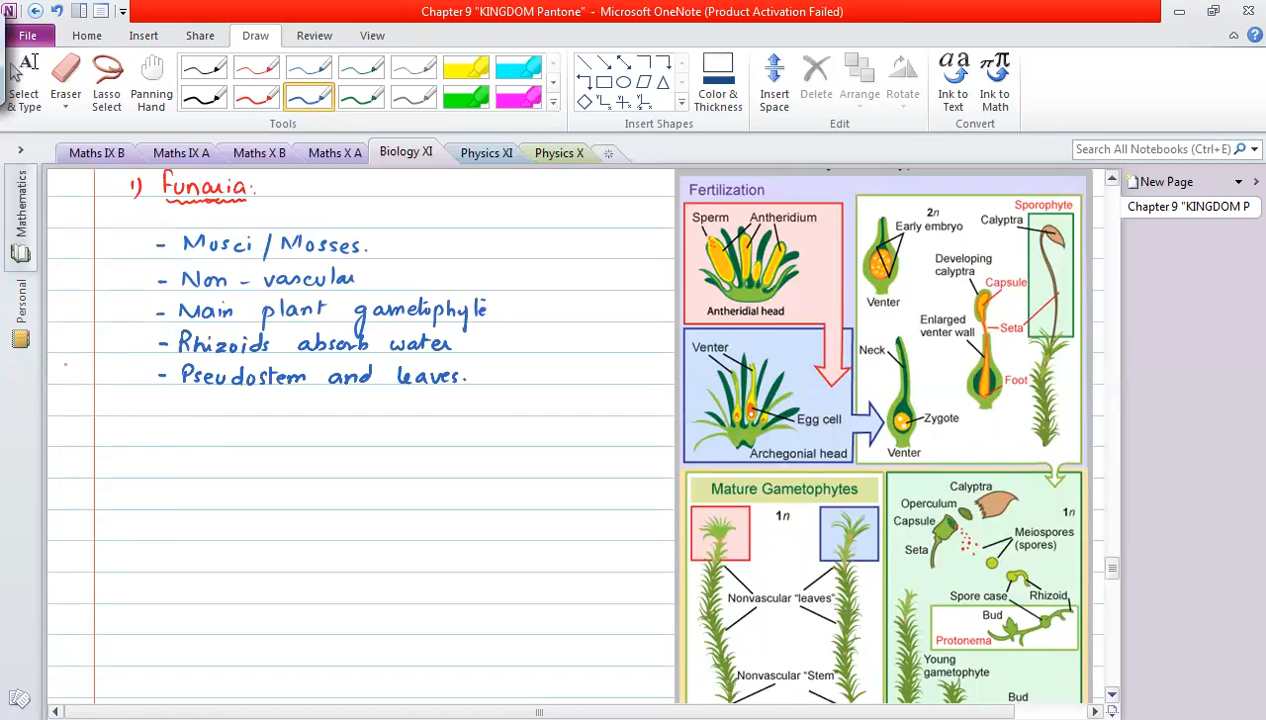 Chapter 9 "KINGDOM Pantone" - Microsoft OneNote (Product Activation Failed)
File Home Insert Share Draw Review View
Select & Type
Eraser
Lasso Select
Panning Hand
Color & Thickness
Insert Space
Delete
Arrange
Rotate
Ink to Text
Ink to Math
Tools
Insert Shapes
Edit
Convert
Maths IX B Maths IX A Maths X B Maths X A Biology XI Physics XI Physics X
Search All Notebooks (Ctrl+E)
Mathematics
Personal
New Page
Chapter 9 "KINGDOM P
1) Funaria:
- Musci / Mosses.
- Non - vascular
- Main plant gametophyte
- Rhizoids absorb water
- Pseudostem and leaves.
Fertilization
Sperm
Antheridium
Antheridial head
Venter
Egg cell
Archegonial head
2n
Early embryo
Venter
Sporophyte
Calyptra
Developing calyptra
Capsule
Seta
Enlarged venter wall
Neck
Foot
Zygote
Venter
Mature Gametophytes
1n
Nonvascular "leaves"
Nonvascular "Stem"
Calyptra
Operculum
1n
Capsule
Meiospores (spores)
Seta
Spore case
Rhizoid
Bud
Protonema
Young gametophyte
Bud